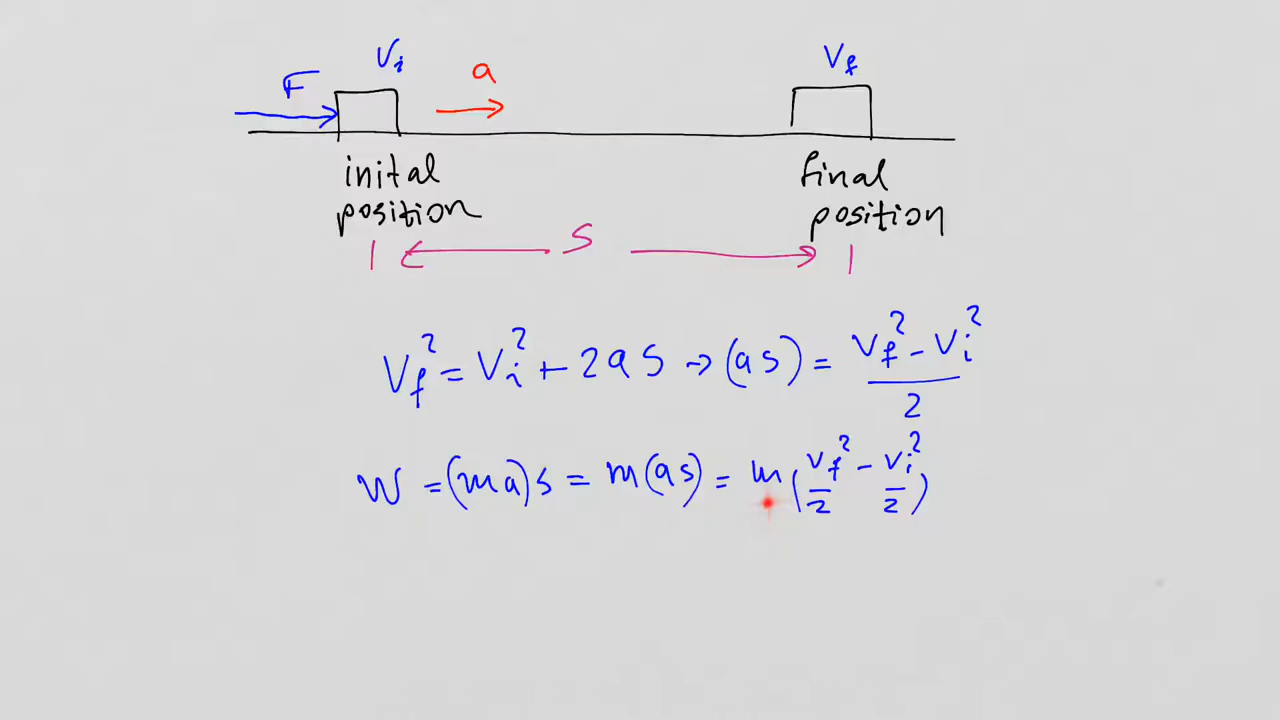 F Vi a Vf
inital final
position position
S
Vf² = Vi² + 2as → (as) = (Vf² - Vi²)/2
W = (ma)s = m(as) = m(Vf²/2 - Vi²/2)